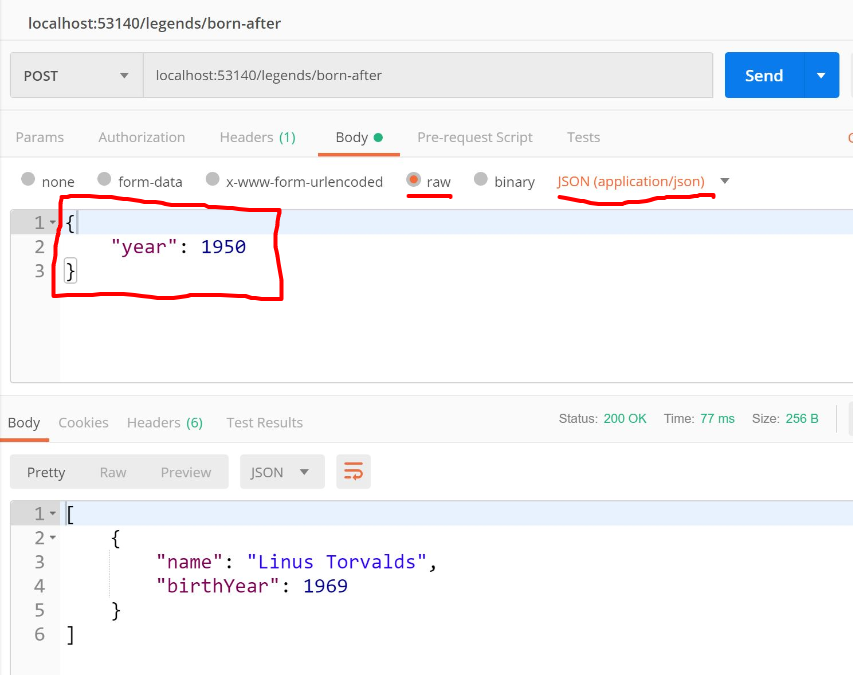 localhost:53140/legends/born-after
POST localhost:53140/legends/born-after Send
Params Authorization Headers (1) Body Pre-request Script Tests
none form-data x-www-form-urlencoded raw binary JSON (application/json)
1 {
2 "year": 1950
3 }
Body Cookies Headers (6) Test Results Status: 200 OK Time: 77 ms Size: 256 B
Pretty Raw Preview JSON
1 [
2 {
3 "name": "Linus Torvalds",
4 "birthYear": 1969
5 }
6 ]